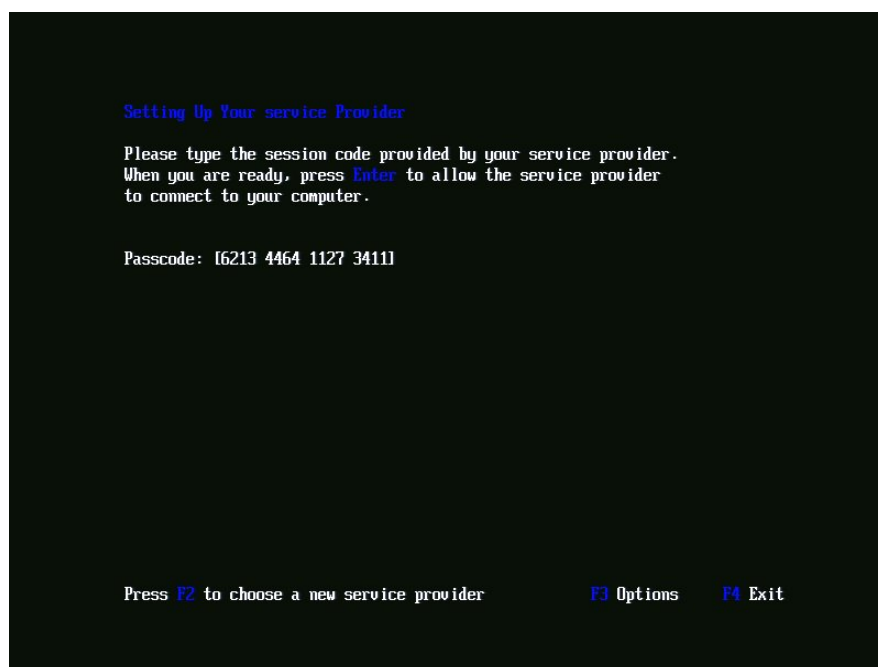 Setting Up Your service Provider
Please type the session code provided by your service provider.
When you are ready, press Enter to allow the service provider
to connect to your computer.
Passcode: [6213 4464 1127 3411]
Press F2 to choose a new service provider F3 Options F4 Exit